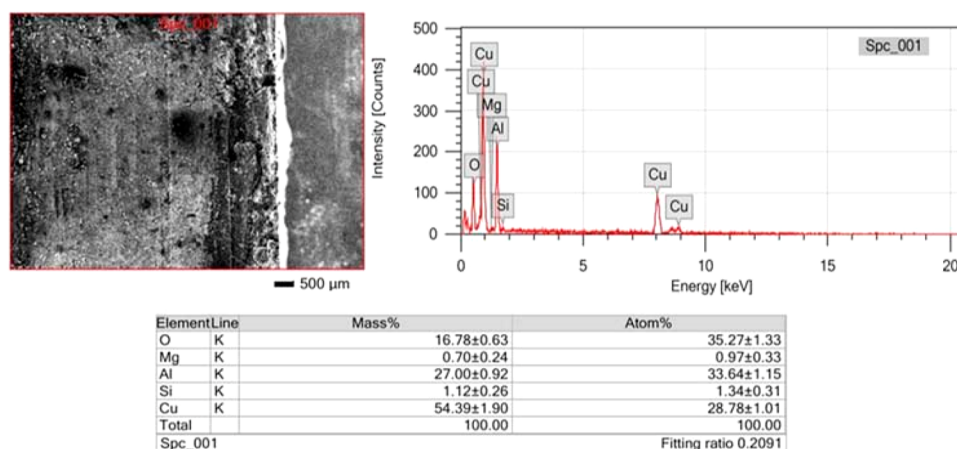 Spc_001
500 µm
Intensity [Counts]
500
400
300
200
100
0
Cu
Cu
Mg
Al
O
Si
Cu
Cu
Spc_001
0 5 10 15 20
Energy [keV]
Element Line Mass% Atom%
O K 16.78±0.63 35.27±1.33
Mg K 0.70±0.24 0.97±0.33
Al K 27.00±0.92 33.64±1.15
Si K 1.12±0.26 1.34±0.31
Cu K 54.39±1.90 28.78±1.01
Total 100.00 100.00
Spc_001 Fitting ratio 0.2091